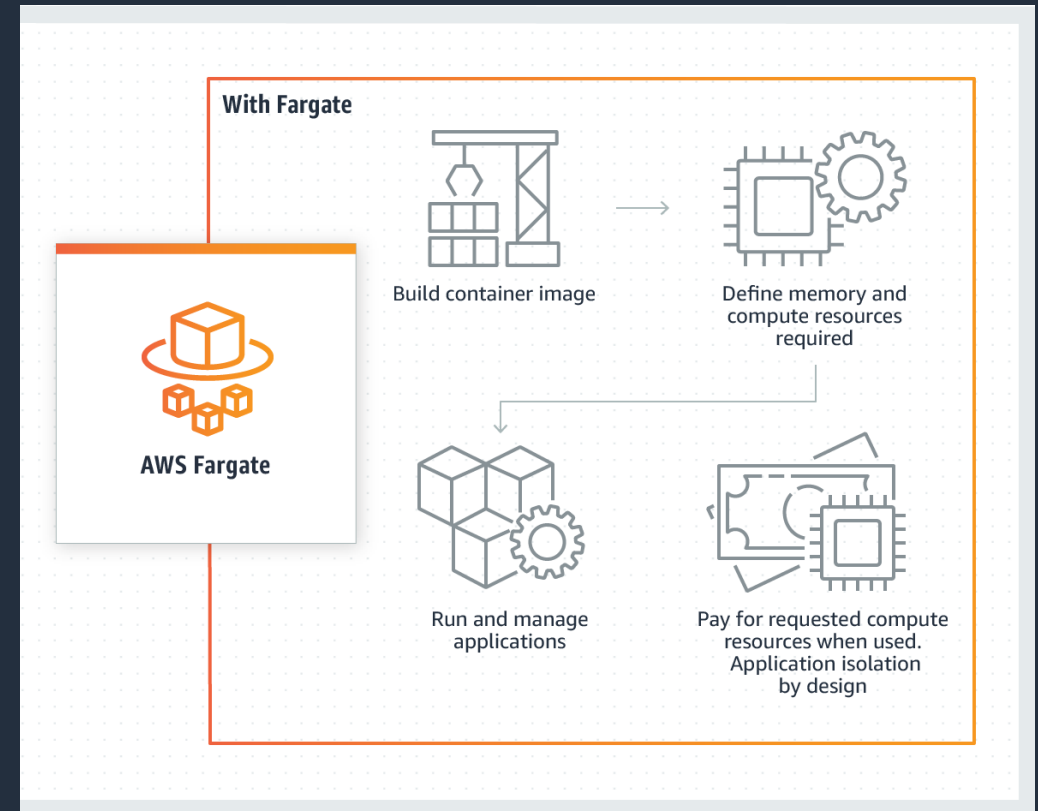 With Fargate
Build container image
Define memory and
compute resources
required
AWS Fargate
Run and manage
applications
Pay for requested compute
resources when used.
Application isolation
by design